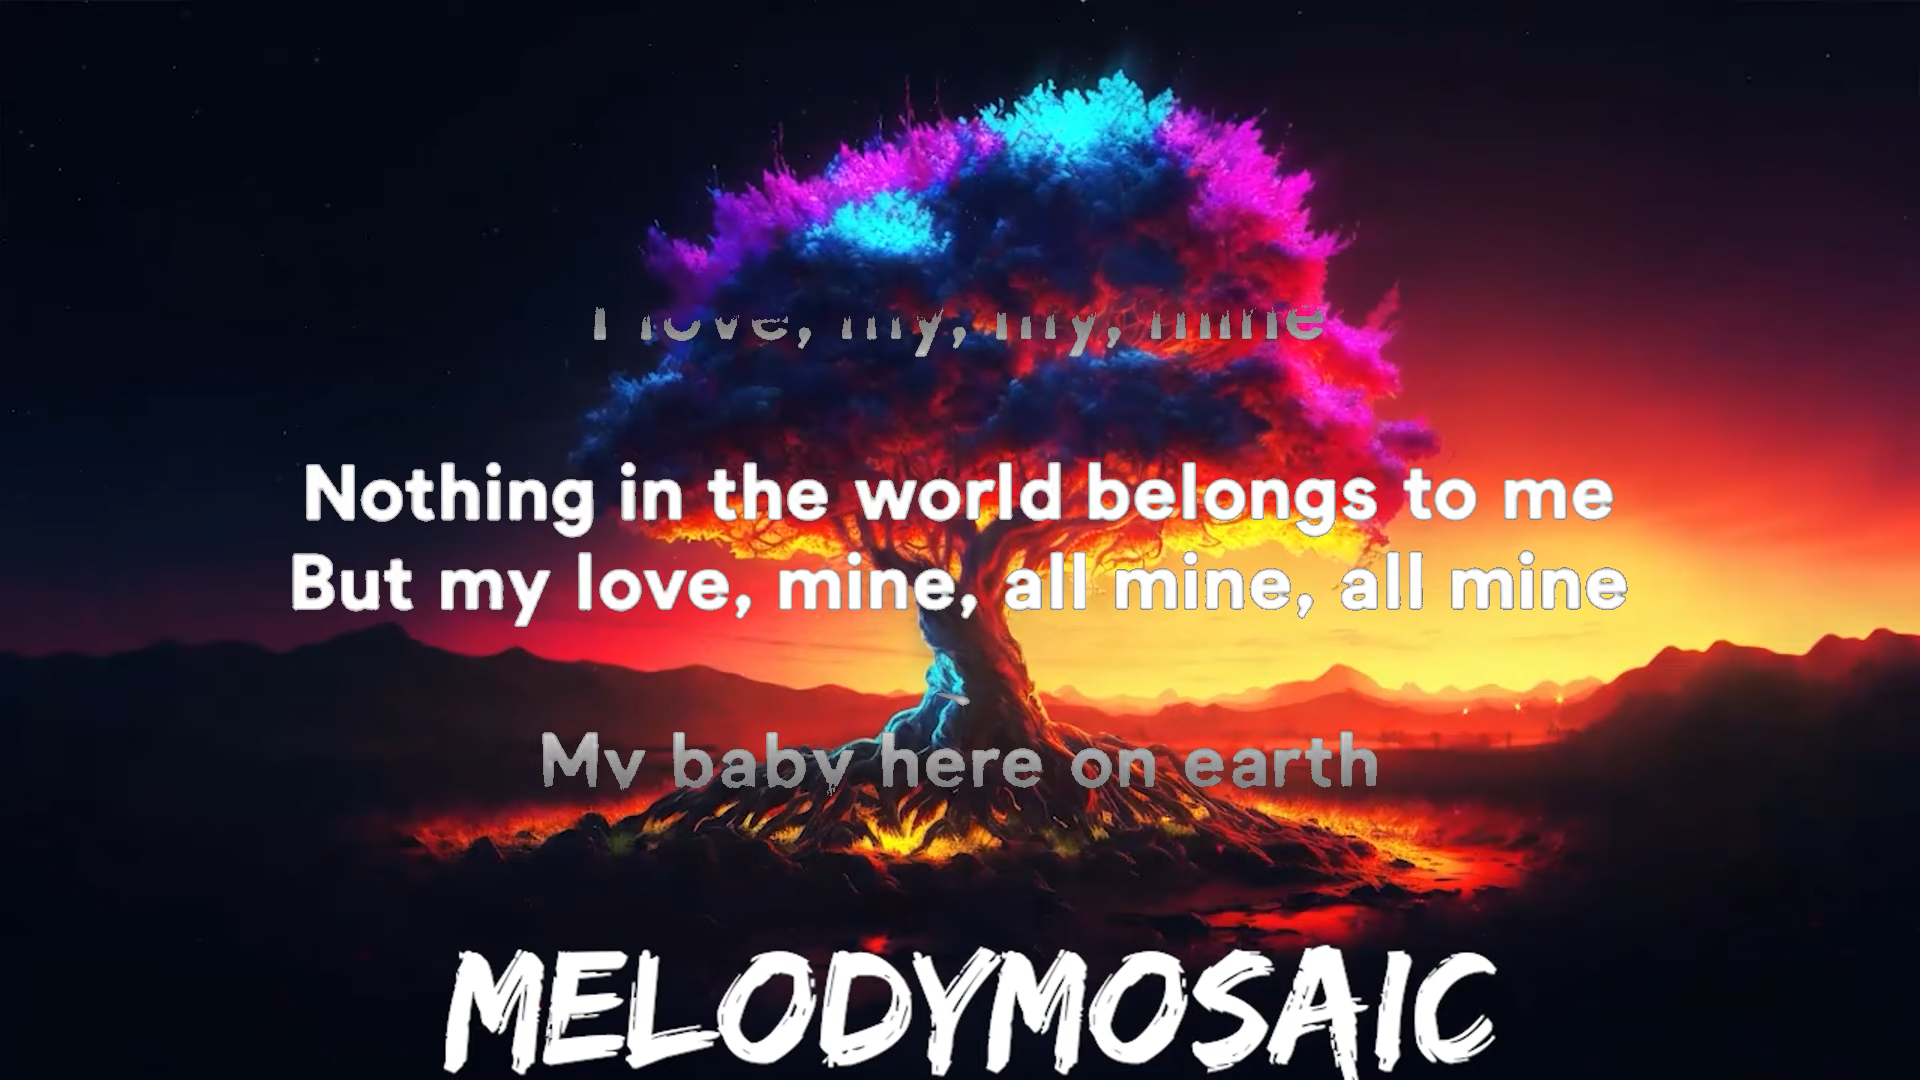 I love, my, my, mine
Nothing in the world belongs to me
But my love, mine, all mine, all mine
My baby here on earth
MELODYMOSAIC